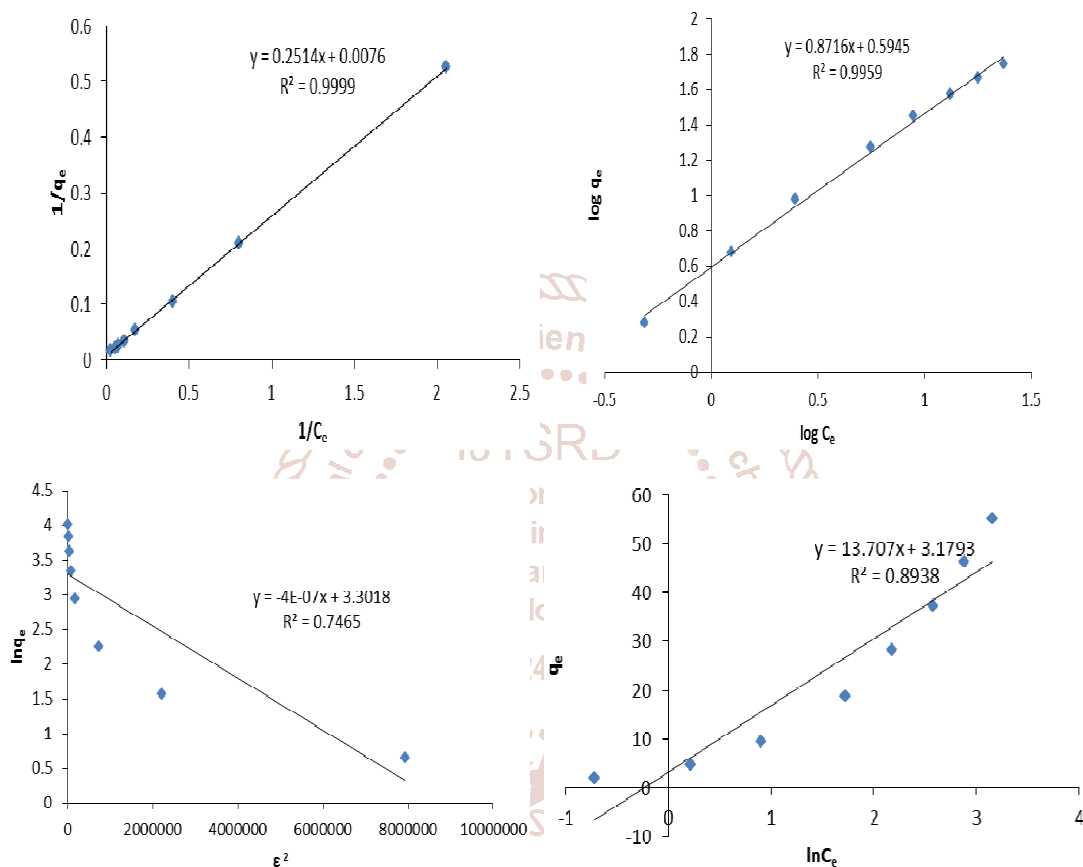 0.6
0.5
0.4
0.3
0.2
0.1
0
y = 0.2514x + 0.0076
R² = 0.9999
1/qₑ
0 0.5 1 1.5 2 2.5
1/Cₑ
2
1.8
1.6
1.4
1.2
1
0.8
0.6
0.4
0.2
0
y = 0.8716x + 0.5945
R² = 0.9959
log qₑ
-0.5 0 0.5 1 1.5
log Cₑ
4.5
4
3.5
3
2.5
2
1.5
1
0.5
0
y = -4E-07x + 3.3018
R² = 0.7465
lnqₑ
0 2000000 4000000 6000000 8000000 10000000
ε²
60
50
40
30
20
10
0
-10
y = 13.707x + 3.1793
R² = 0.8938
qₑ
-1 0 1 2 3 4
lnCₑ